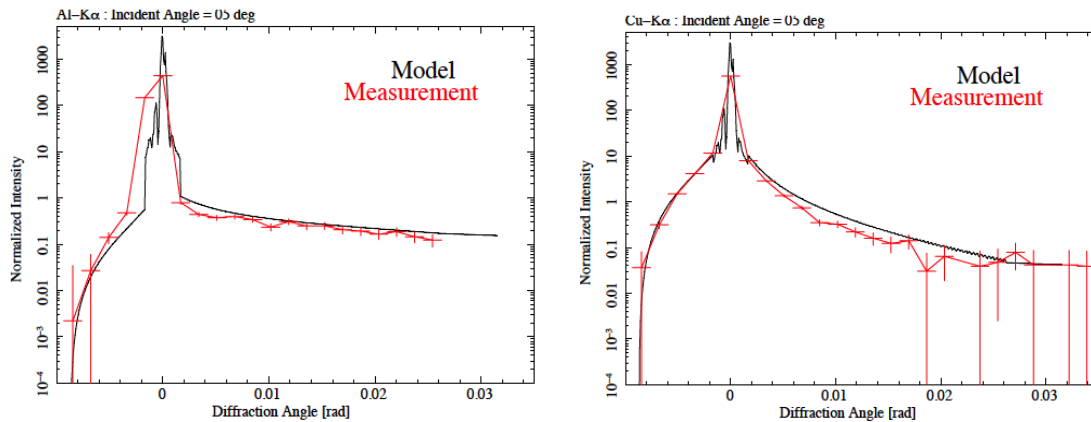 Al−Kα : Incident Angle = 05 deg
Normalized Intensity
1000
100
10
1
0.1
0.01
10⁻³
10⁻⁴
Model
Measurement
0
0.01
0.02
0.03
Diffraction Angle [rad]
Cu−Kα : Incident Angle = 05 deg
Normalized Intensity
1000
100
10
1
0.1
0.01
10⁻³
10⁻⁴
Model
Measurement
0
0.01
0.02
0.03
Diffraction Angle [rad]